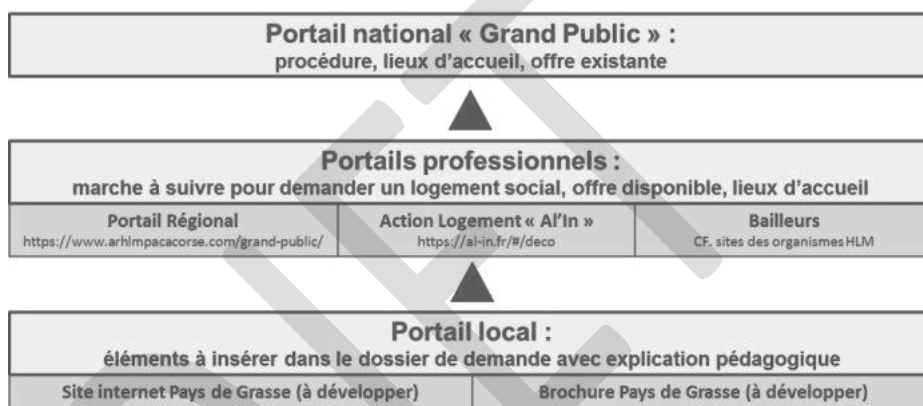 Portail national « Grand Public » :
procédure, lieux d'accueil, offre existante
Portails professionnels :
marche à suivre pour demander un logement social, offre disponible, lieux d'accueil
Portail Régional
https://www.arhlmpacacorse.com/grand-public/
Action Logement « Al'In »
https://al-in.fr/#/deco
Bailleurs
CF. sites des organismes HLM
Portail local :
éléments à insérer dans le dossier de demande avec explication pédagogique
Site internet Pays de Grasse (à développer)
Brochure Pays de Grasse (à développer)